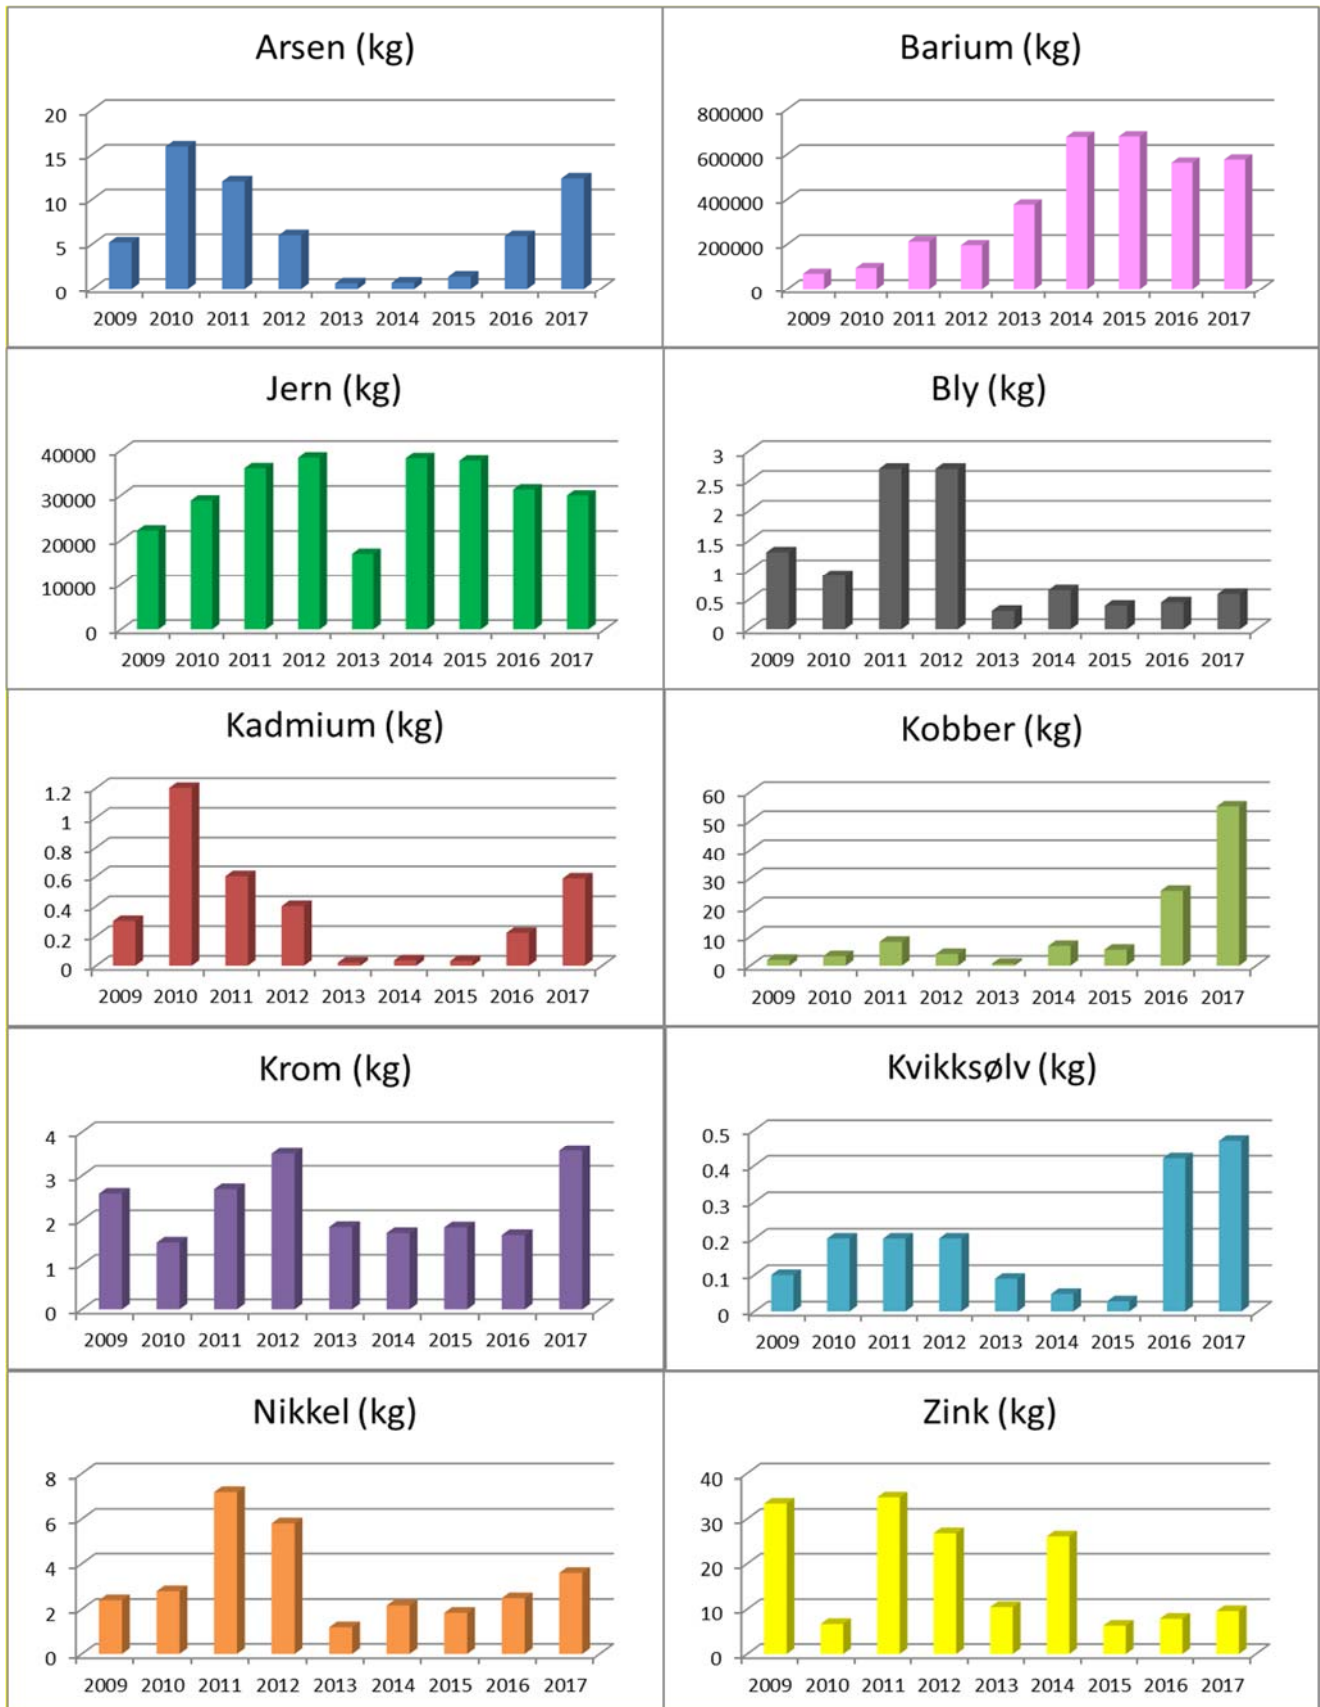 Arsen (kg)
20
15
10
5
0
2009 2010 2011 2012 2013 2014 2015 2016 2017
Barium (kg)
800000
600000
400000
200000
0
2009 2010 2011 2012 2013 2014 2015 2016 2017
Jern (kg)
40000
30000
20000
10000
0
2009 2010 2011 2012 2013 2014 2015 2016 2017
Bly (kg)
3
2.5
2
1.5
1
0.5
0
2009 2010 2011 2012 2013 2014 2015 2016 2017
Kadmium (kg)
1.2
1
0.8
0.6
0.4
0.2
0
2009 2010 2011 2012 2013 2014 2015 2016 2017
Kobber (kg)
60
50
40
30
20
10
0
2009 2010 2011 2012 2013 2014 2015 2016 2017
Krom (kg)
4
3
2
1
0
2009 2010 2011 2012 2013 2014 2015 2016 2017
Kvikksølv (kg)
0.5
0.4
0.3
0.2
0.1
0
2009 2010 2011 2012 2013 2014 2015 2016 2017
Nikkel (kg)
8
6
4
2
0
2009 2010 2011 2012 2013 2014 2015 2016 2017
Zink (kg)
40
30
20
10
0
2009 2010 2011 2012 2013 2014 2015 2016 2017